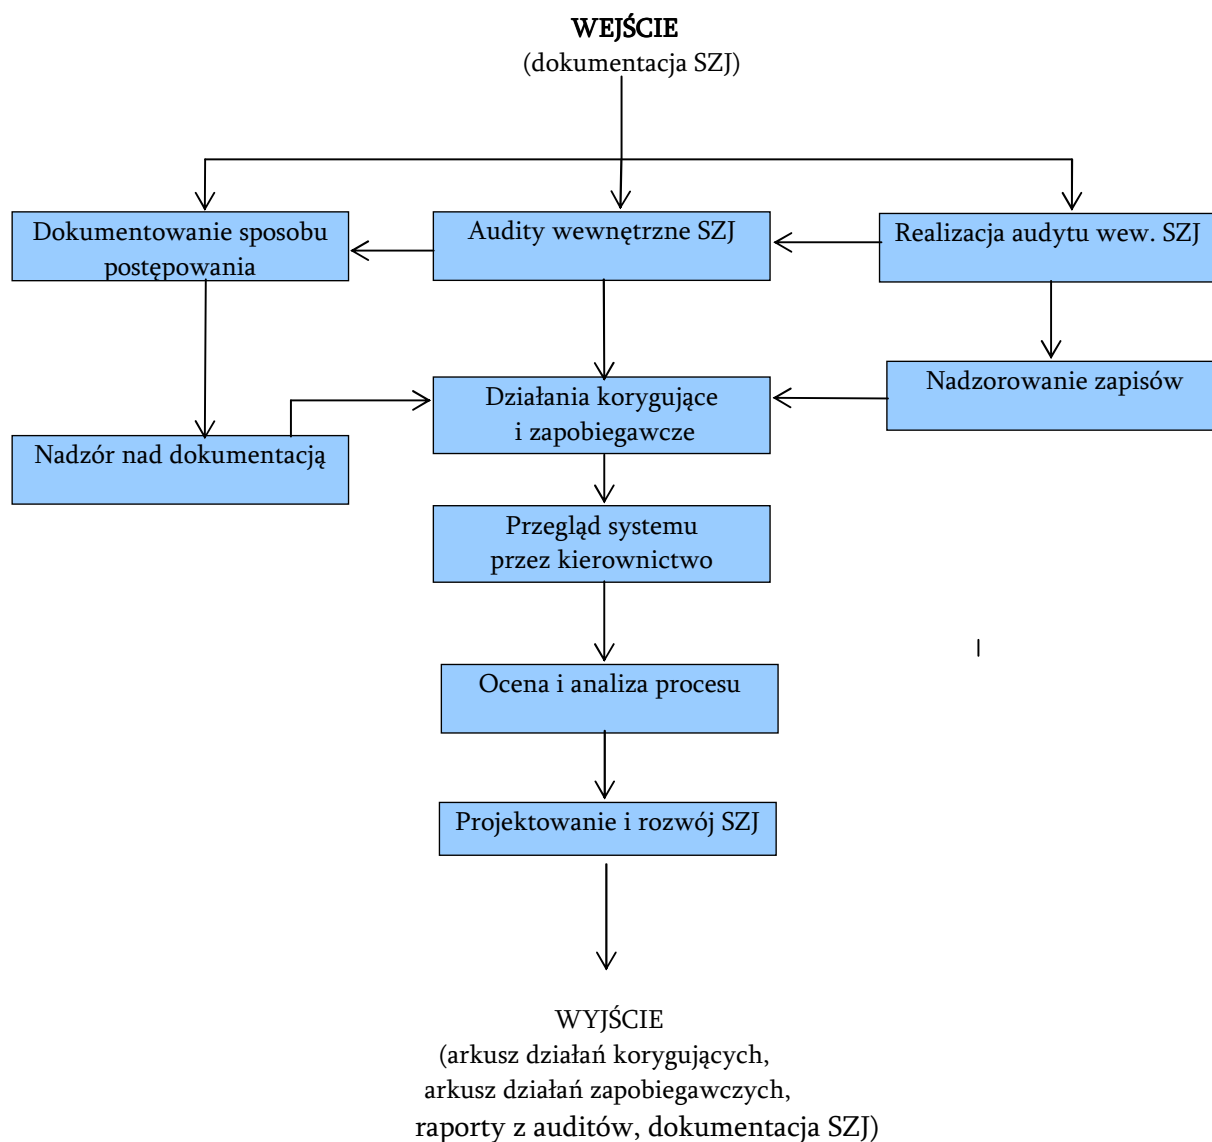 WEJŚCIE
(dokumentacja SZJ)
Dokumentowanie sposobu
postępowania
Audity wewnętrzne SZJ
Realizacja audytu wew. SZJ
Działania korygujące
i zapobiegawcze
Nadzorowanie zapisów
Nadzór nad dokumentacją
Przegląd systemu
przez kierownictwo
Ocena i analiza procesu
Projektowanie i rozwój SZJ
WYJŚCIE
(arkusz działań korygujących,
arkusz działań zapobiegawczych,
raporty z auditów, dokumentacja SZJ)